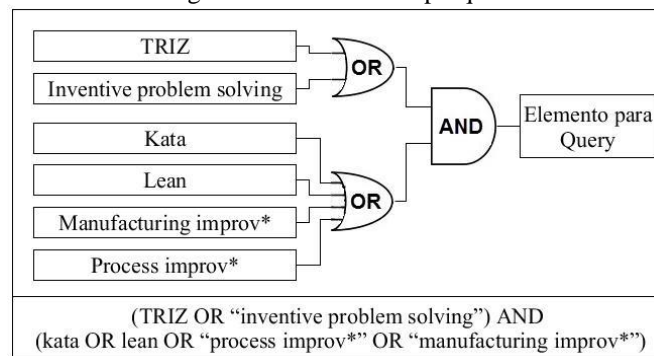 TRIZ
Inventive problem solving
OR
Kata
Lean
Manufacturing improv*
Process improv*
OR
AND
Elemento para
Query
(TRIZ OR “inventive problem solving”) AND
(kata OR lean OR “process improv*” OR “manufacturing improv*”)